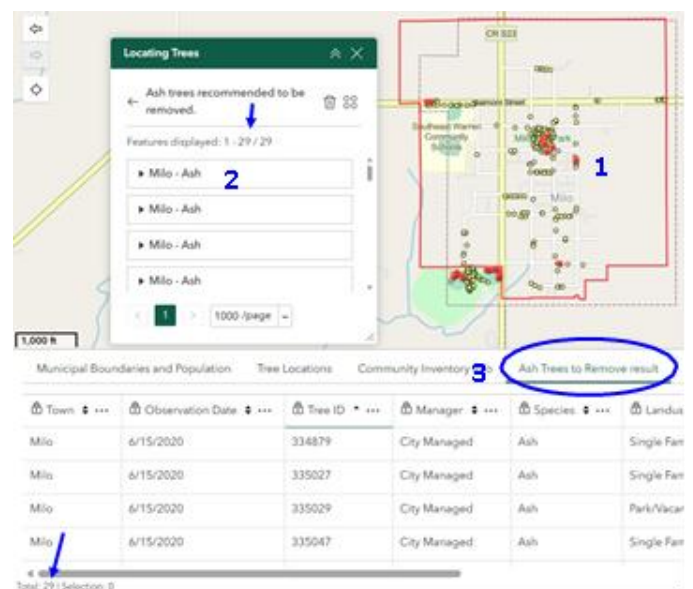 CR S23
Locating Trees
Ash trees recommended to be
removed.
Features displayed: 1 - 29 / 29
Milo - Ash
2
Milo - Ash
Milo - Ash
Milo - Ash
1
1000 /page
Southeast Warren
Community
Schools
Street
1
Milo
1,000 ft
Municipal Boundaries and Population
Tree Locations
Community Inventory
3
Ash Trees to Remove result
Town
Observation Date
Tree ID
Manager
Species
Landus
Milo 6/15/2020 334879 City Managed Ash Single Fam
Milo 6/15/2020 335027 City Managed Ash Single Fam
Milo 6/15/2020 335029 City Managed Ash Park/Vacan
Milo 6/15/2020 335047 City Managed Ash Single Fam
Total: 29 | Selection: 0